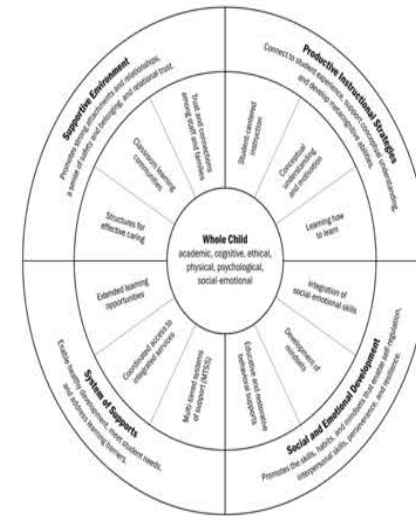 Supportive Environment
Promotes strong attachments and relationships,
a sense of safety and belonging, and relational trust.
Productive Instructional Strategies
Connect to student experience, support conceptual understanding,
and develop metacognitive abilities.
Structures for
effective caring
Classroom learning
communities
Trust and connections
among staff and families
Student-centered
instruction
Conceptual
understanding
and motivation
Learning how
to learn
Whole Child
academic, cognitive, ethical,
physical, psychological,
social-emotional
Extended learning
opportunities
Coordinated access to
integrated services
Multi-tiered systems
of support (MTSS)
Educative and restorative
behavioral supports
Development of
mindsets
Integration of
social-emotional skills
System of Supports
Enable healthy development, meet student needs,
and address learning barriers.
Social and Emotional Development
Promotes the skills, habits, and mindsets that enable self-regulation,
interpersonal skills, perseverance, and resilience.